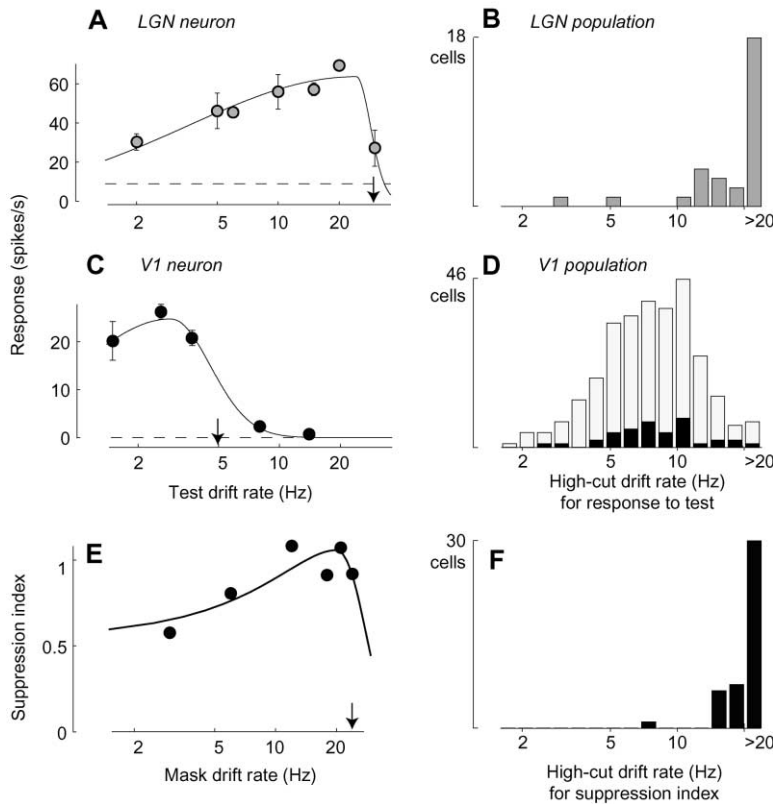 A LGN neuron
B LGN population
Response (spikes/s)
60
40
20
0
2 5 10 20
18
cells
2 5 10 >20
C V1 neuron
20
10
0
2 5 10 20
Test drift rate (Hz)
D V1 population
46
cells
2 5 10 >20
High-cut drift rate (Hz)
for response to test
E
Suppression index
1
0.5
0
2 5 10 20
Mask drift rate (Hz)
F
30
cells
2 5 10 >20
High-cut drift rate (Hz)
for suppression index